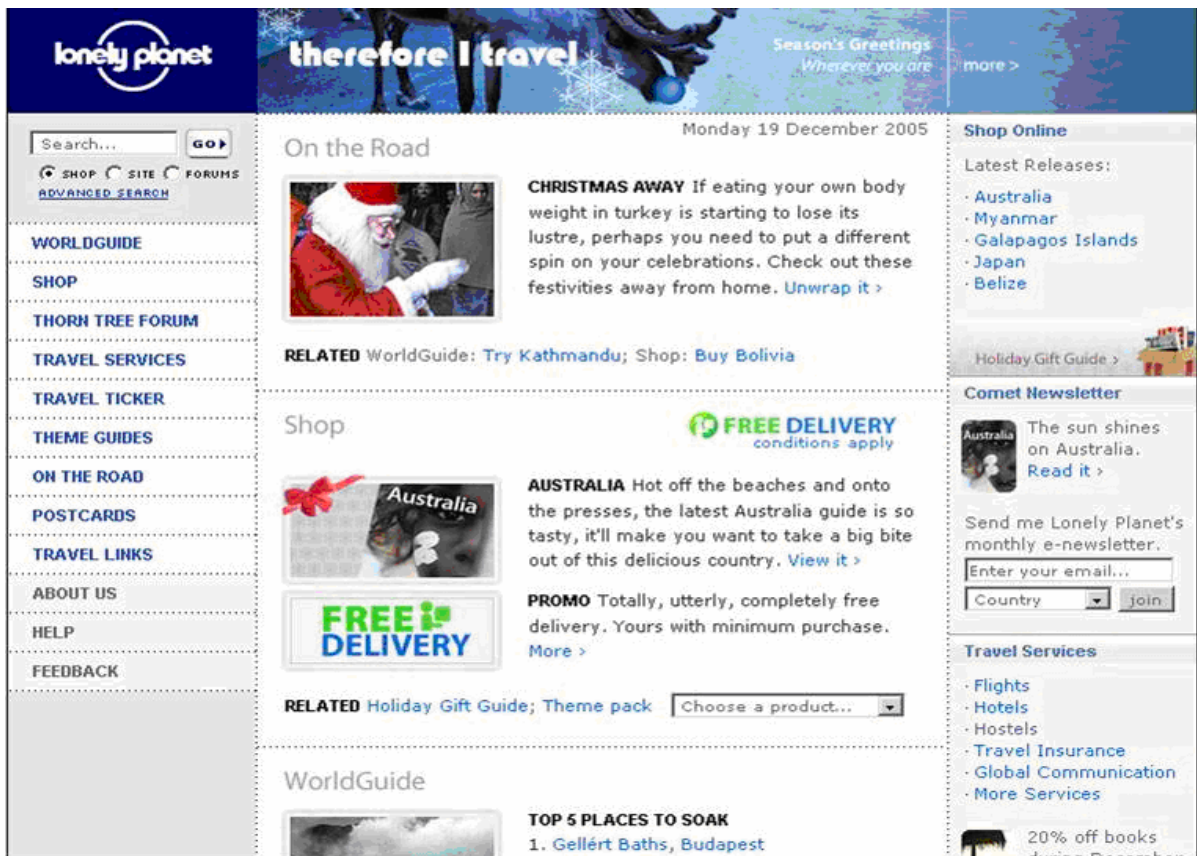 lonely planet
therefore I travel
Season's Greetings
Wherever you are
more >
Search...
GO
SHOP SITE FORUMS
ADVANCED SEARCH
WORLDGUIDE
SHOP
THORN TREE FORUM
TRAVEL SERVICES
TRAVEL TICKER
THEME GUIDES
ON THE ROAD
POSTCARDS
TRAVEL LINKS
ABOUT US
HELP
FEEDBACK
Monday 19 December 2005
On the Road
CHRISTMAS AWAY If eating your own body
weight in turkey is starting to lose its
lustre, perhaps you need to put a different
spin on your celebrations. Check out these
festivities away from home. Unwrap it >
RELATED WorldGuide: Try Kathmandu; Shop: Buy Bolivia
Shop
FREE DELIVERY
conditions apply
Australia
AUSTRALIA Hot off the beaches and onto
the presses, the latest Australia guide is so
tasty, it'll make you want to take a big bite
out of this delicious country. View it >
FREE
DELIVERY
PROMO Totally, utterly, completely free
delivery. Yours with minimum purchase.
More >
RELATED Holiday Gift Guide; Theme pack Choose a product...
WorldGuide
TOP 5 PLACES TO SOAK
1. Gellért Baths, Budapest
Shop Online
Latest Releases:
· Australia
· Myanmar
· Galapagos Islands
· Japan
· Belize
Holiday Gift Guide >
Comet Newsletter
Australia
The sun shines
on Australia.
Read it >
Send me Lonely Planet's
monthly e-newsletter.
Enter your email...
Country join
Travel Services
· Flights
· Hotels
· Hostels
· Travel Insurance
· Global Communication
· More Services
20% off books
during December